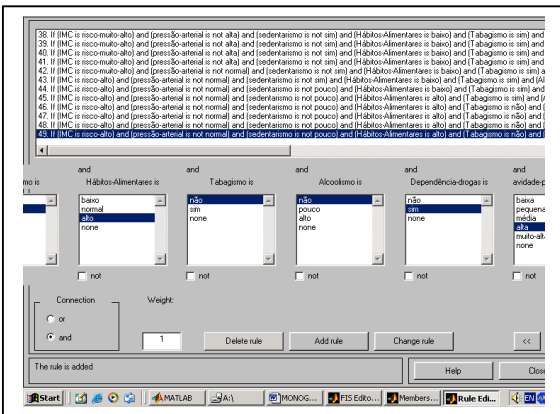 38. If (IMC is risco-muito-alto) and (pressão-arterial is not alta) and (sedentarismo is not sim) and (Hábitos-Alimentares is baixo) and (Tabagismo is sim) and
39. If (IMC is risco-muito-alto) and (pressão-arterial is not alta) and (sedentarismo is not sim) and (Hábitos-Alimentares is baixo) and (Tabagismo is sim) and
40. If (IMC is risco-muito-alto) and (pressão-arterial is not alta) and (sedentarismo is not sim) and (Hábitos-Alimentares is baixo) and (Tabagismo is sim) and
41. If (IMC is risco-muito-alto) and (pressão-arterial is not alta) and (sedentarismo is not sim) and (Hábitos-Alimentares is baixo) and (Tabagismo is sim) and
42. If (IMC is risco-muito-alto) and (pressão-arterial is not normal) and (sedentarismo is not sim) and (Hábitos-Alimentares is baixo) and (Tabagismo is sim) a
43. If (IMC is risco-alto) and (pressão-arterial is not normal) and (sedentarismo is not sim) and (Hábitos-Alimentares is baixo) and (Tabagismo is sim) and (Al
44. If (IMC is risco-alto) and (pressão-arterial is not normal) and (sedentarismo is not pouco) and (Hábitos-Alimentares is baixo) and (Tabagismo is sim) and
45. If (IMC is risco-alto) and (pressão-arterial is not normal) and (sedentarismo is not pouco) and (Hábitos-Alimentares is alto) and (Tabagismo is sim) and (
46. If (IMC is risco-alto) and (pressão-arterial is not normal) and (sedentarismo is not pouco) and (Hábitos-Alimentares is alto) and (Tabagismo is não) and (
47. If (IMC is risco-alto) and (pressão-arterial is not normal) and (sedentarismo is not pouco) and (Hábitos-Alimentares is alto) and (Tabagismo is não) and (
48. If (IMC is risco-alto) and (pressão-arterial is not normal) and (sedentarismo is not pouco) and (Hábitos-Alimentares is alto) and (Tabagismo is não) and (
49. If (IMC is risco-alto) and (pressão-arterial is not normal) and (sedentarismo is not pouco) and (Hábitos-Alimentares is alto) and (Tabagismo is não) and (
and and and and and
mo is Hábitos-Alimentares is Tabagismo is Alcoolismo is Dependência-drogas is avidade-p
baixo não não não baixa
normal sim pouco sim pequena
alto none alto none média
none none alta
muito-alt
none
not not not not
Connection Weight:
or
and 1 Delete rule Add rule Change rule <<
The rule is added Help Close
Start MATLAB A:\ MONOG... FIS Edito... Members... Rule Edi... EN